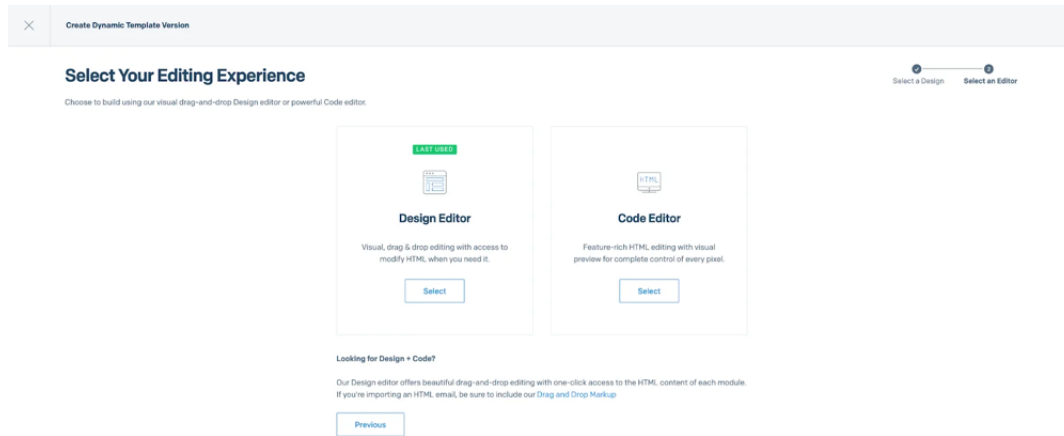 Create Dynamic Template Version
Select Your Editing Experience
Choose to build using our visual drag-and-drop Design editor or powerful Code editor.
Select a Design
2
Select an Editor
LAST USED
Design Editor
Visual, drag & drop editing with access to
modify HTML when you need it.
Select
HTML
Code Editor
Feature-rich HTML editing with visual
preview for complete control of every pixel.
Select
Looking for Design + Code?
Our Design editor offers beautiful drag-and-drop editing with one-click access to the HTML content of each module.
If you're importing an HTML email, be sure to include our Drag and Drop Markup
Previous